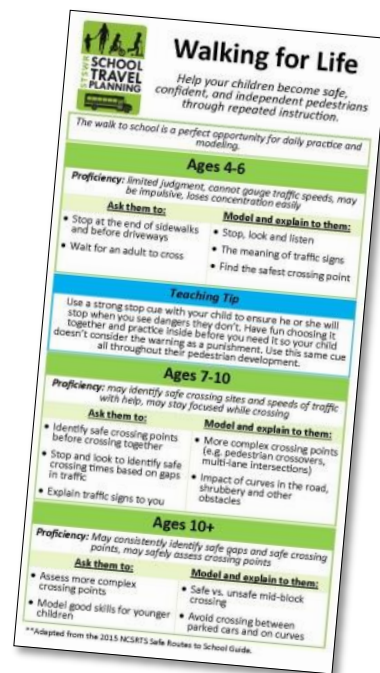 STSWR
SCHOOL
TRAVEL
PLANNING
Walking for Life
Help your children become safe,
confident, and independent pedestrians
through repeated instruction.
The walk to school is a perfect opportunity for daily practice and
modeling.
Ages 4-6
Proficiency: limited judgment, cannot gauge traffic speeds, may
be impulsive, loses concentration easily
Ask them to:
• Stop at the end of sidewalks
and before driveways
• Wait for an adult to cross
Model and explain to them:
• Stop, look and listen
• The meaning of traffic signs
• Find the safest crossing point
Teaching Tip
Use a strong stop cue with your child to ensure he or she will
stop when you see dangers they don't. Have fun choosing it
together and practice inside before you need it so your child
doesn't consider the warning as a punishment. Use this same cue
all throughout their pedestrian development.
Ages 7-10
Proficiency: may identify safe crossing sites and speeds of traffic
with help, may stay focused while crossing
Ask them to:
• Identify safe crossing points
before crossing together
• Stop and look to identify safe
crossing times based on gaps
in traffic
• Explain traffic signs to you
Model and explain to them:
• More complex crossing points
(e.g. pedestrian crossovers,
multi-lane intersections)
• Impact of curves in the road,
shrubbery and other
obstacles
Ages 10+
Proficiency: May consistently identify safe gaps and safe crossing
points, may safely assess crossing points
Ask them to:
• Assess more complex
crossing points
• Model good skills for younger
children
Model and explain to them:
• Safe vs. unsafe mid-block
crossing
• Avoid crossing between
parked cars and on curves
**Adapted from the 2015 NCSRTS Safe Routes to School Guide.